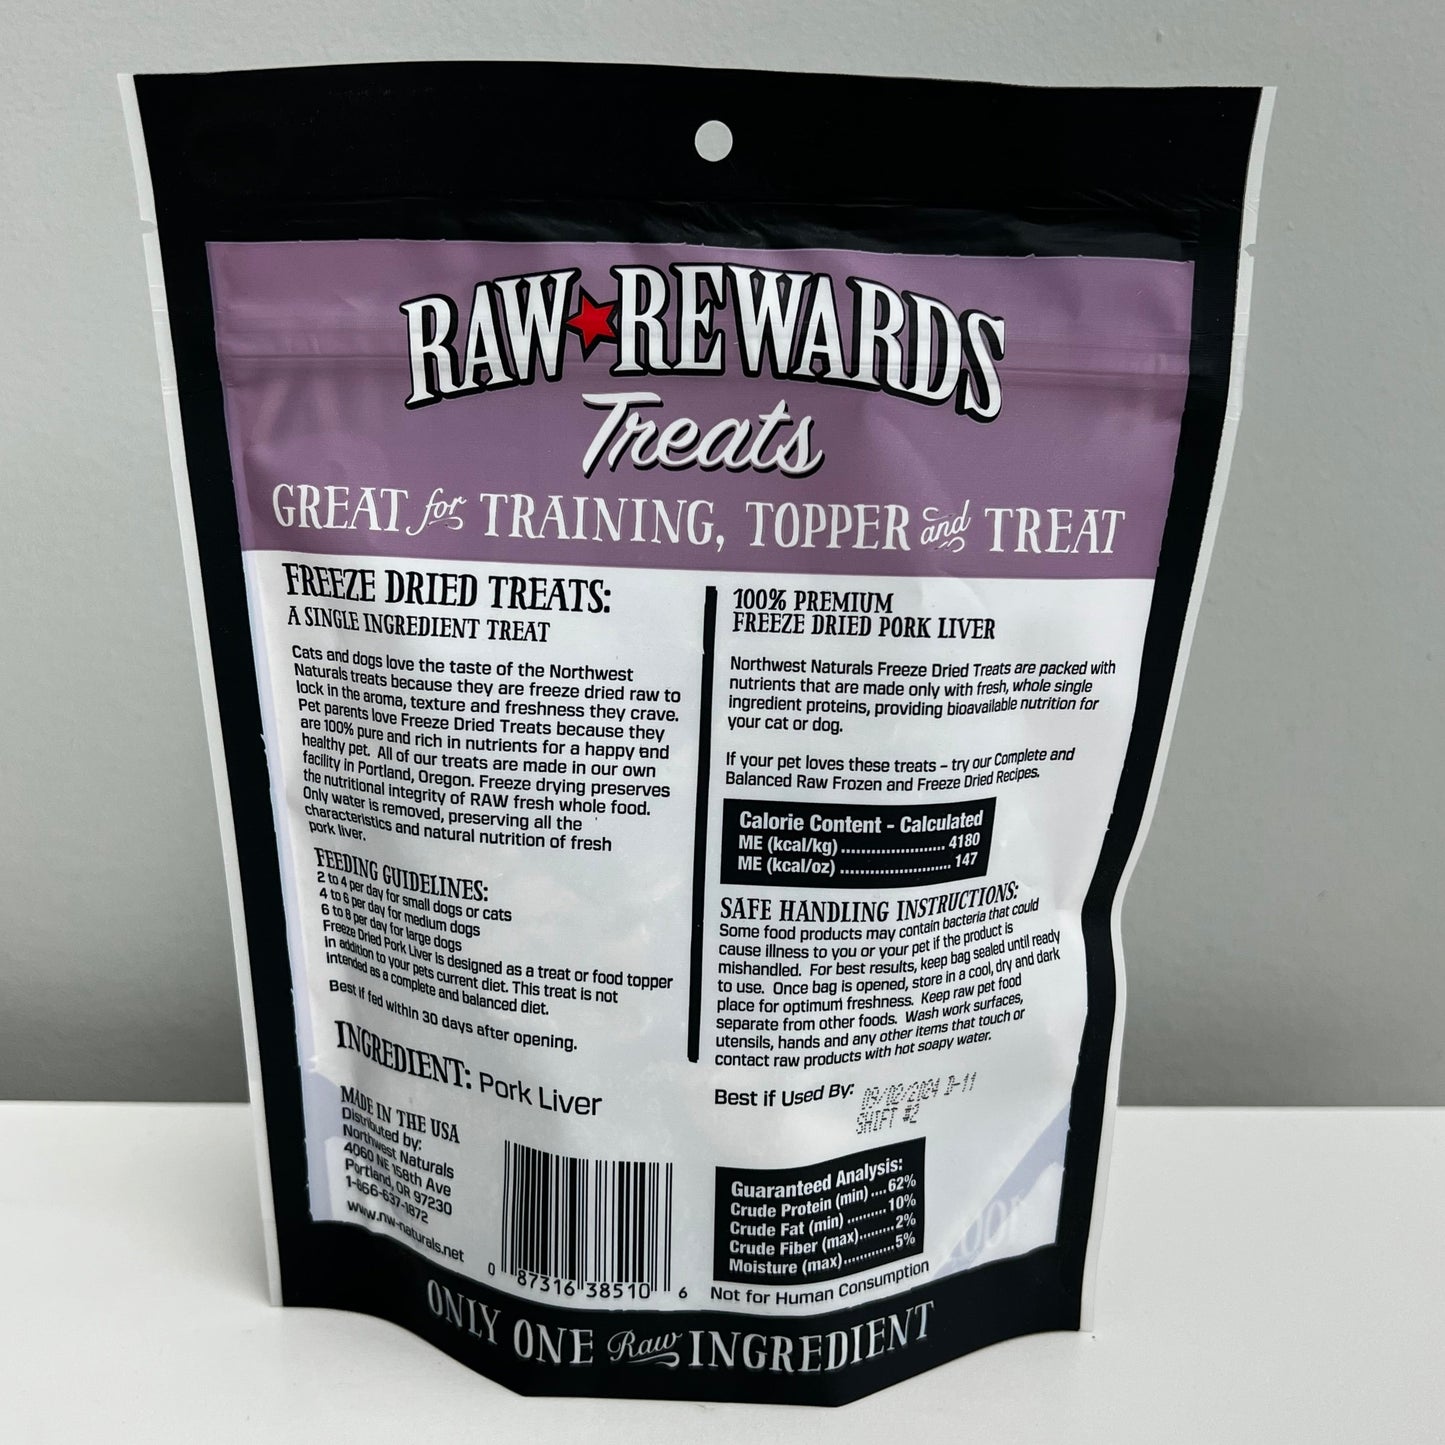 RAW REWARDS
Treats
GREAT for TRAINING, TOPPER and TREAT
FREEZE DRIED TREATS:
A SINGLE INGREDIENT TREAT
Cats and dogs love the taste of the Northwest
Naturals treats because they are freeze dried raw to
lock in the aroma, texture and freshness they crave.
Pet parents love Freeze Dried Treats because they
are 100% pure and rich in nutrients for a happy and
healthy pet. All of our treats are made in our own
facility in Portland, Oregon. Freeze drying preserves
the nutritional integrity of RAW fresh whole food.
Only water is removed, preserving all the
characteristics and natural nutrition of fresh
pork liver.
FEEDING GUIDELINES:
2 to 4 per day for small dogs or cats
4 to 6 per day for medium dogs
6 to 8 per day for large dogs
Freeze Dried Pork Liver is designed as a treat or food topper
in addition to your pets current diet. This treat is not
intended as a complete and balanced diet.
Best if fed within 30 days after opening.
INGREDIENT: Pork Liver
MADE IN THE USA
Distributed by:
Northwest Naturals
4060 NE 158th Ave
Portland, OR 97230
1-866-637-1872
www.nw-naturals.net
0 87316 38510 6
100% PREMIUM
FREEZE DRIED PORK LIVER
Northwest Naturals Freeze Dried Treats are packed with
nutrients that are made only with fresh, whole single
ingredient proteins, providing bioavailable nutrition for
your cat or dog.
If your pet loves these treats – try our Complete and
Balanced Raw Frozen and Freeze Dried Recipes.
Calorie Content - Calculated
ME (kcal/kg) ........................ 4180
ME (kcal/oz) .......................... 147
SAFE HANDLING INSTRUCTIONS:
Some food products may contain bacteria that could
cause illness to you or your pet if the product is
mishandled. For best results, keep bag sealed until ready
to use. Once bag is opened, store in a cool, dry and dark
place for optimum freshness. Keep raw pet food
separate from other foods. Wash work surfaces,
utensils, hands and any other items that touch or
contact raw products with hot soapy water.
Best if Used By: 09/02/2024 D-11
SHIFT #2
Guaranteed Analysis:
Crude Protein (min) .... 62%
Crude Fat (min) ......... 10%
Crude Fiber (max) ........ 2%
Moisture (max) ............. 5%
Not for Human Consumption
ONLY ONE Raw INGREDIENT